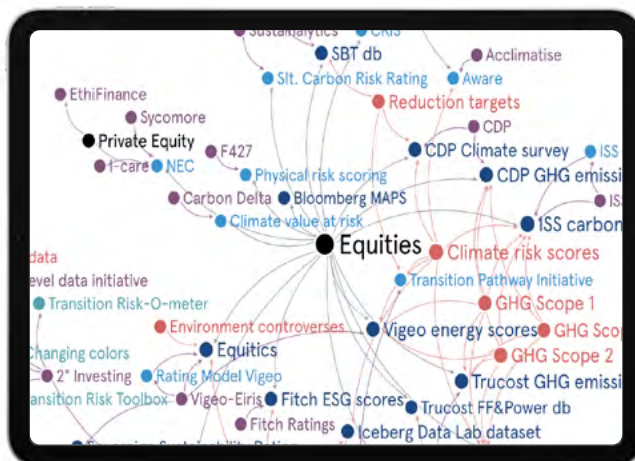 Sustainalytics
CRIS
SBT db
Acclimatise
Slt. Carbon Risk Rating
Aware
EthiFinance
Reduction targets
Sycomore
CDP
Private Equity
F427
CDP Climate survey
ISS
I-care
NEC
Physical risk scoring
CDP GHG emissi
Carbon Delta
Bloomberg MAPS
ISS
Climate value at risk
ISS carbon
Equities
Climate risk scores
data
evel data initiative
Transition Pathway Initiative
Transition Risk-O-meter
GHG Scope 1
Environment controverses
Vigeo energy scores
GHG Scop
Changing colors
Equitics
GHG Scope 2
2° Investing
Rating Model Vigeo
Trucost GHG emissi
ansition Risk Toolbox
Vigeo-Eiris
Fitch ESG scores
Trucost FF&Power db
Fitch Ratings
Iceberg Data Lab dataset